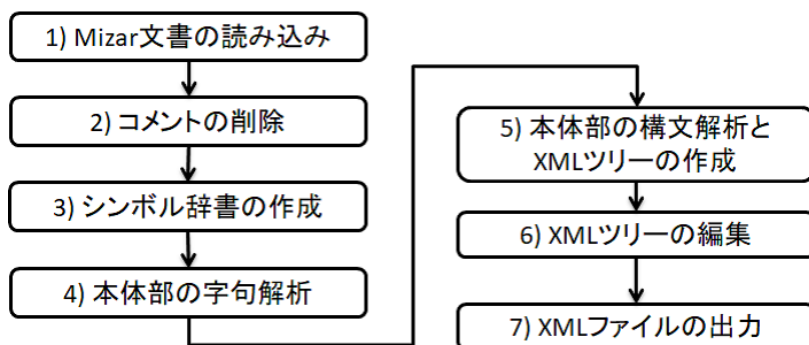 1) Mizar文書の読み込み
2) コメントの削除
3) シンボル辞書の作成
4) 本体部の字句解析
5) 本体部の構文解析と
XMLツリーの作成
6) XMLツリーの編集
7) XMLファイルの出力